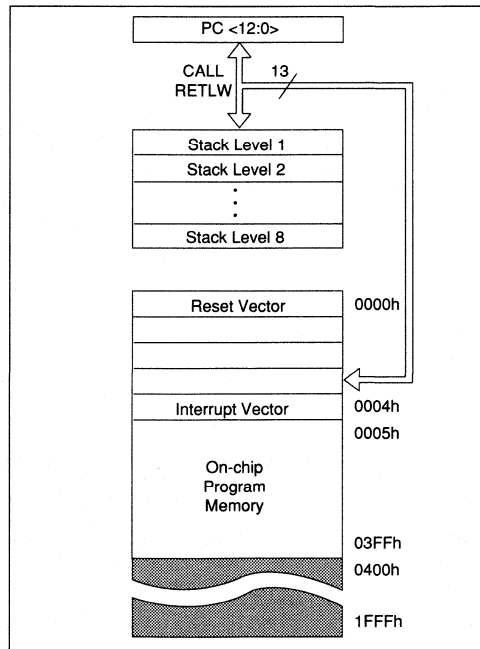 PC <12:0>
CALL
RETLW
13
Stack Level 1
Stack Level 2
Stack Level 8
Reset Vector
0000h
Interrupt Vector
0004h
0005h
On-chip
Program
Memory
03FFh
0400h
1FFFh